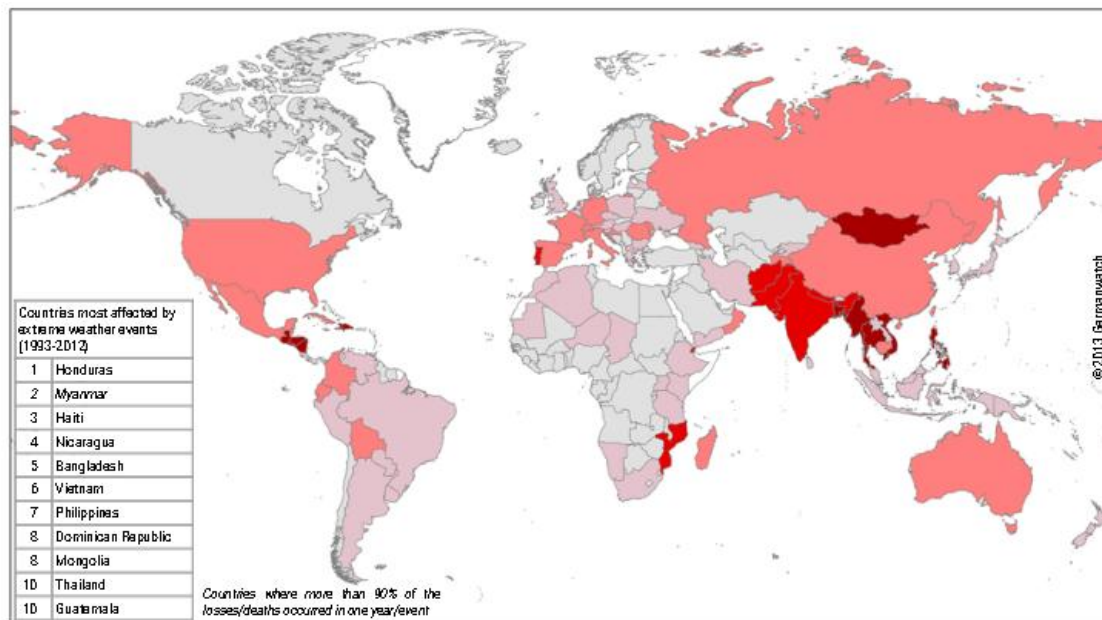 Countries most affected by
extreme weather events
(1993-2012)
1 Honduras
2 Myanmar
3 Haiti
4 Nicaragua
5 Bangladesh
6 Vietnam
7 Philippines
8 Dominican Republic
8 Mongolia
10 Thailand
10 Guatemala
Countries where more than 90% of the
losses/deaths occurred in one year/event
©2013 Germanwatch